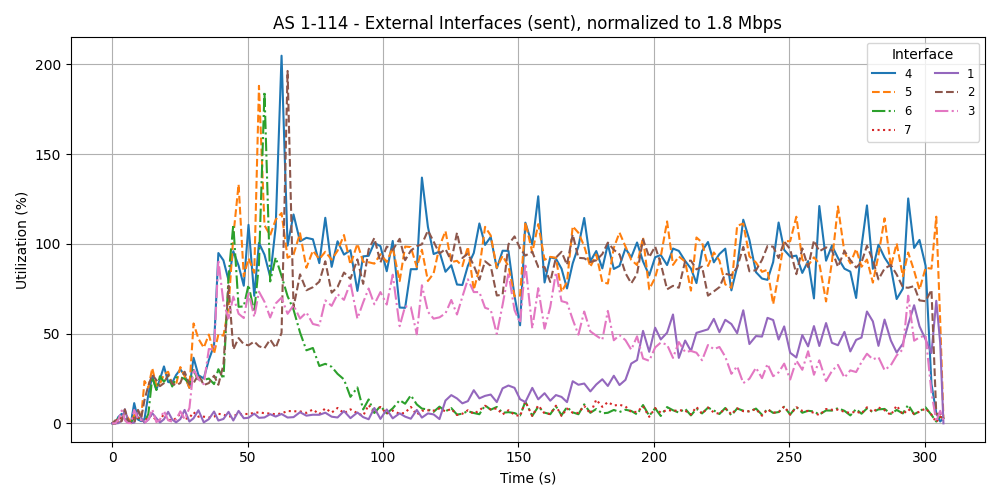 AS 1-114 - External Interfaces (sent), normalized to 1.8 Mbps
Utilization (%)
200
150
100
50
0
0 50 100 150 200 250 300
Time (s)
Interface
4 1
5 2
6 3
7